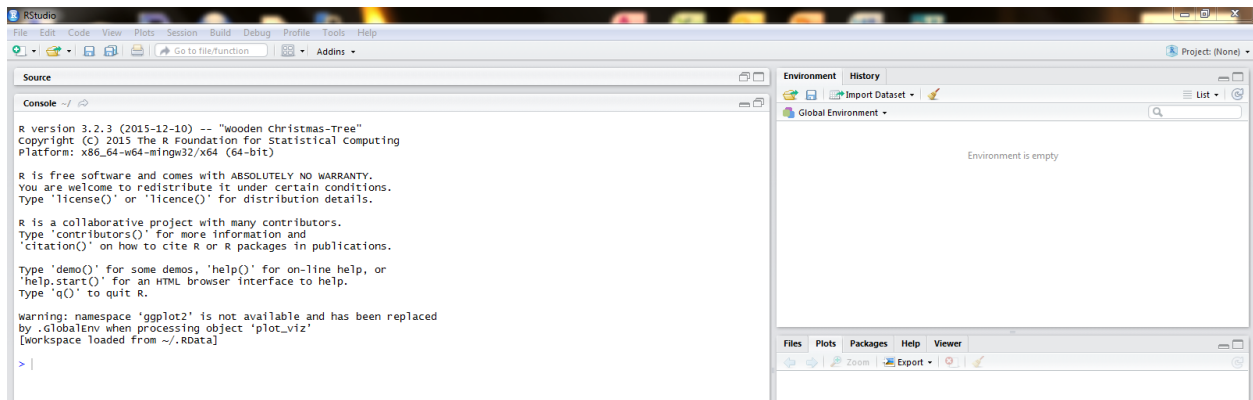 RStudio
File Edit Code View Plots Session Build Debug Profile Tools Help
Go to file/function Addins Project: (None)
Source
Console ~/
R version 3.2.3 (2015-12-10) -- "Wooden Christmas-Tree"
Copyright (C) 2015 The R Foundation for Statistical Computing
Platform: x86_64-w64-mingw32/x64 (64-bit)
R is free software and comes with ABSOLUTELY NO WARRANTY.
You are welcome to redistribute it under certain conditions.
Type 'license()' or 'licence()' for distribution details.
R is a collaborative project with many contributors.
Type 'contributors()' for more information and
'citation()' on how to cite R or R packages in publications.
Type 'demo()' for some demos, 'help()' for on-line help, or
'help.start()' for an HTML browser interface to help.
Type 'q()' to quit R.
Warning: namespace ‘ggplot2’ is not available and has been replaced
by .GlobalEnv when processing object ‘plot_viz’
[Workspace loaded from ~/.RData]
>
Environment History
Import Dataset List
Global Environment
Environment is empty
Files Plots Packages Help Viewer
Zoom Export